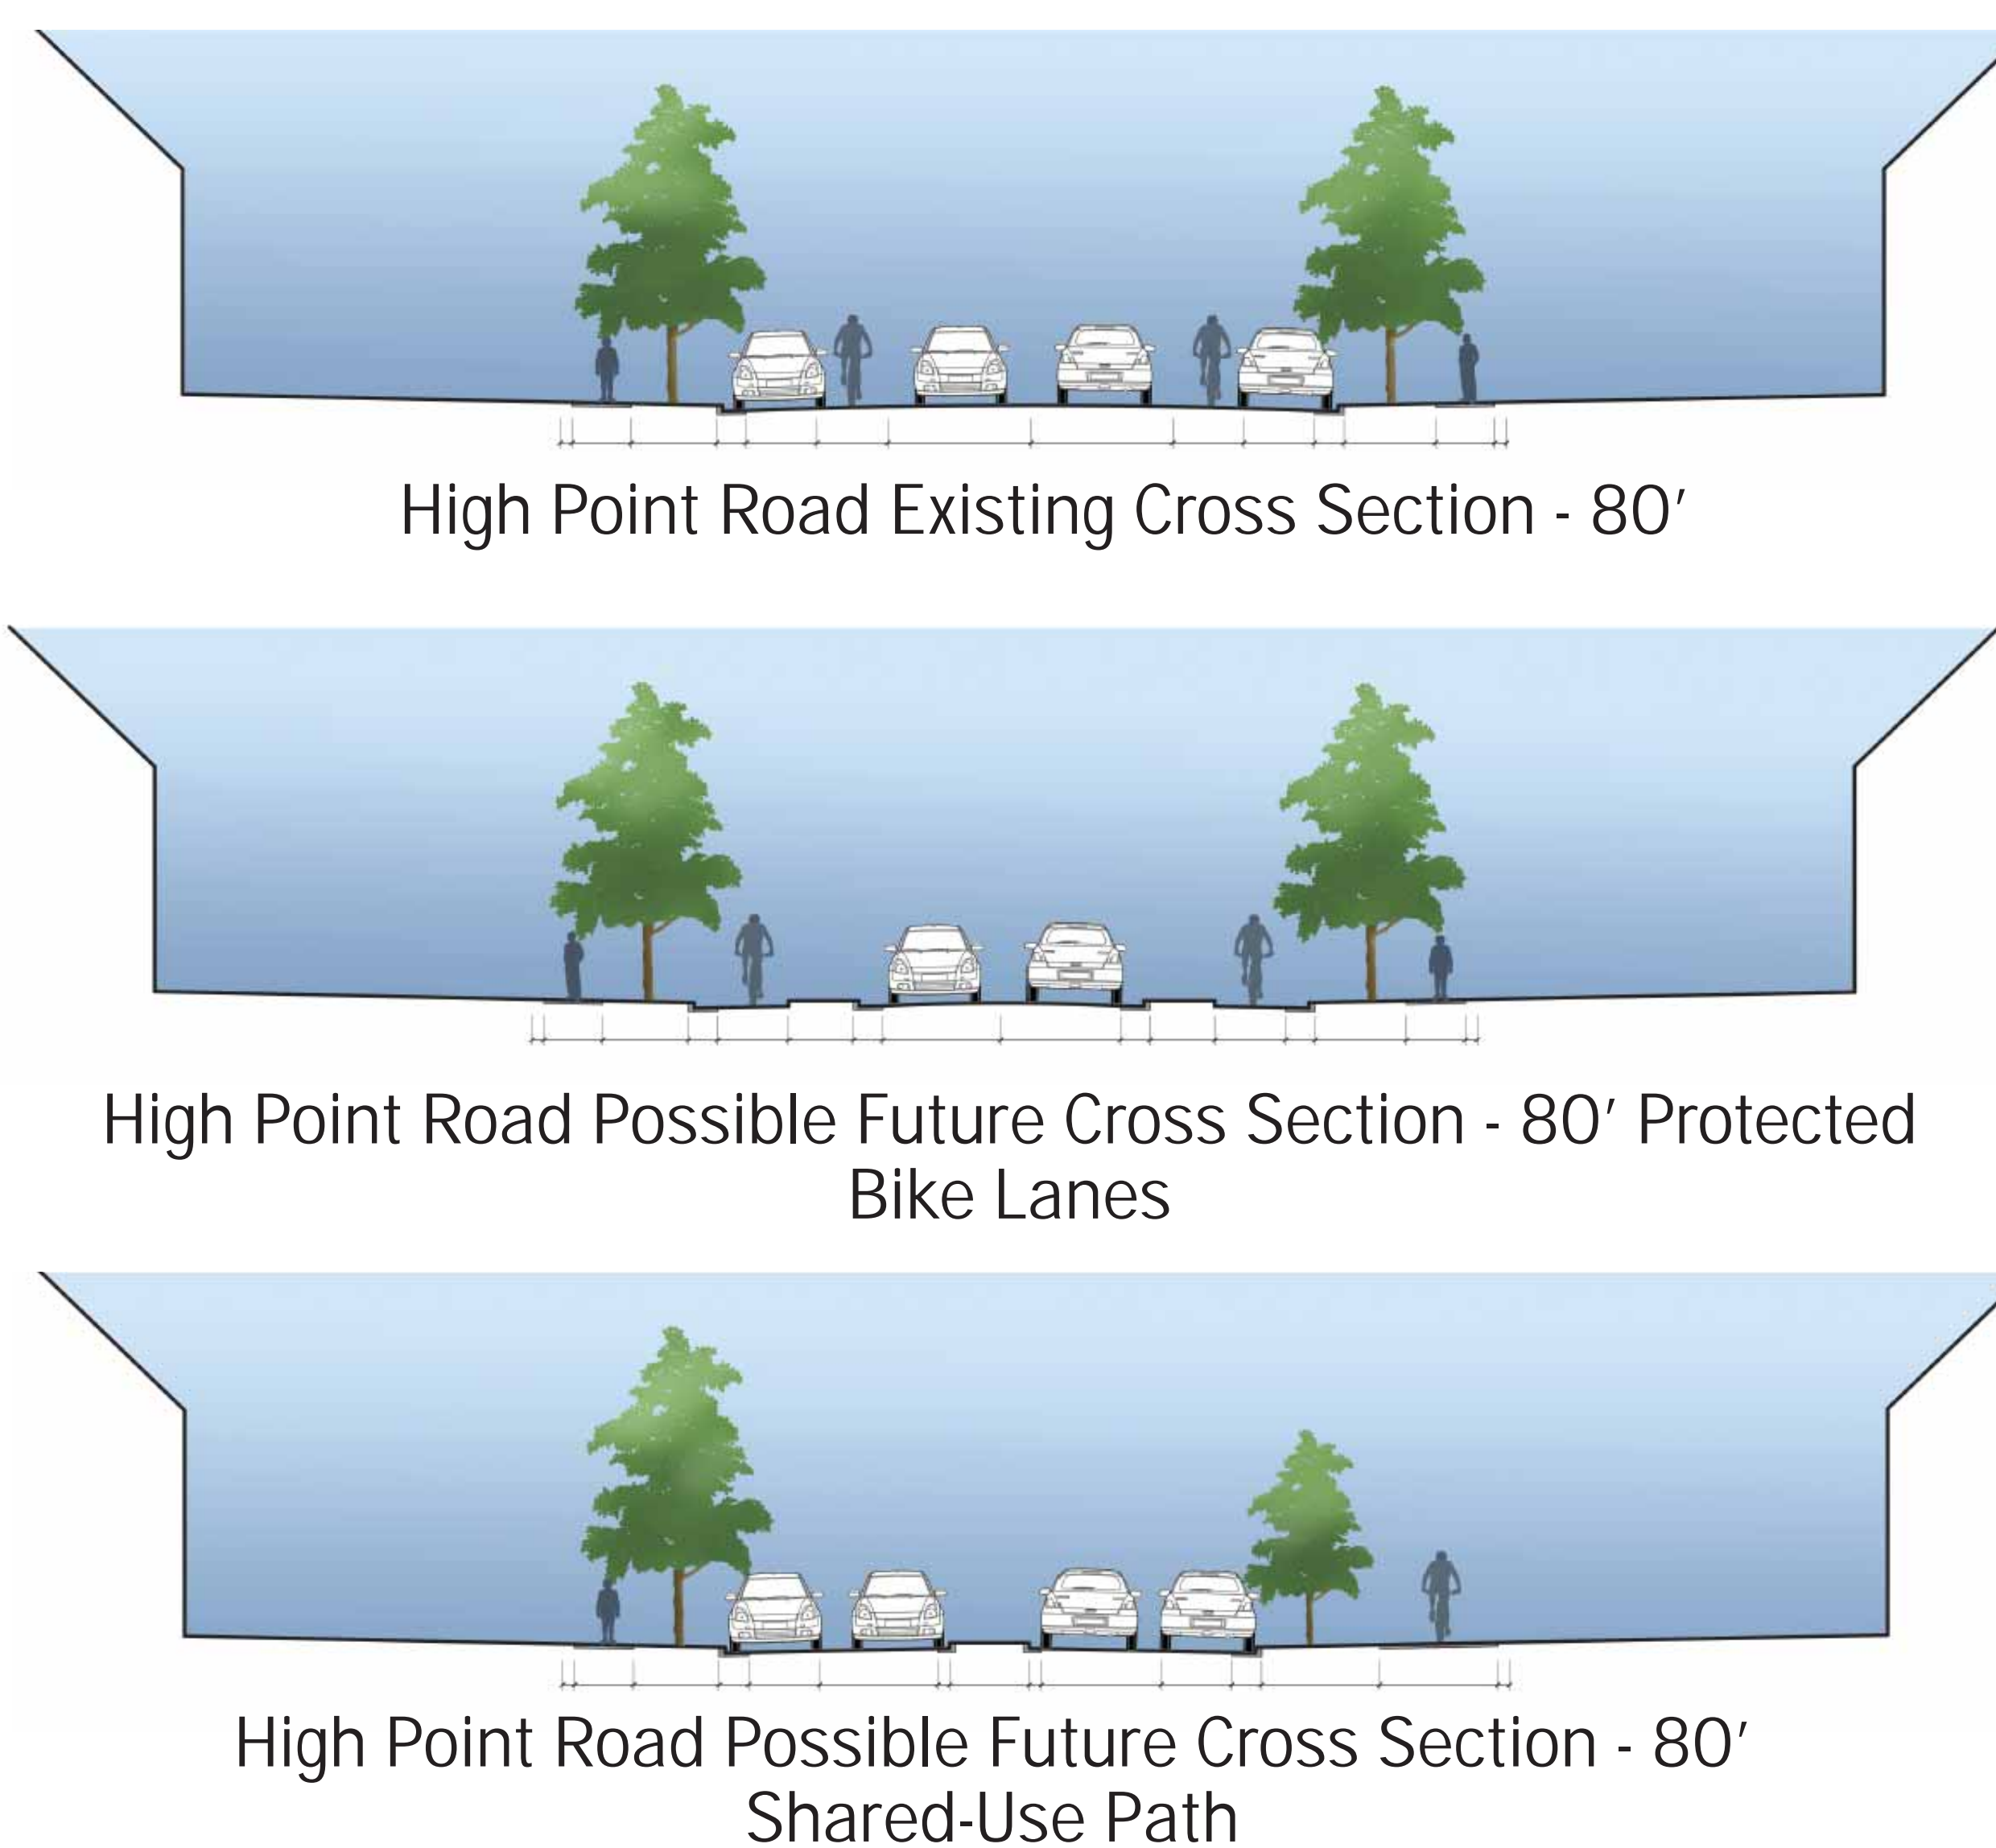 High Point Road Existing Cross Section - 80'
High Point Road Possible Future Cross Section - 80' Protected
Bike Lanes
High Point Road Possible Future Cross Section - 80'
Shared-Use Path